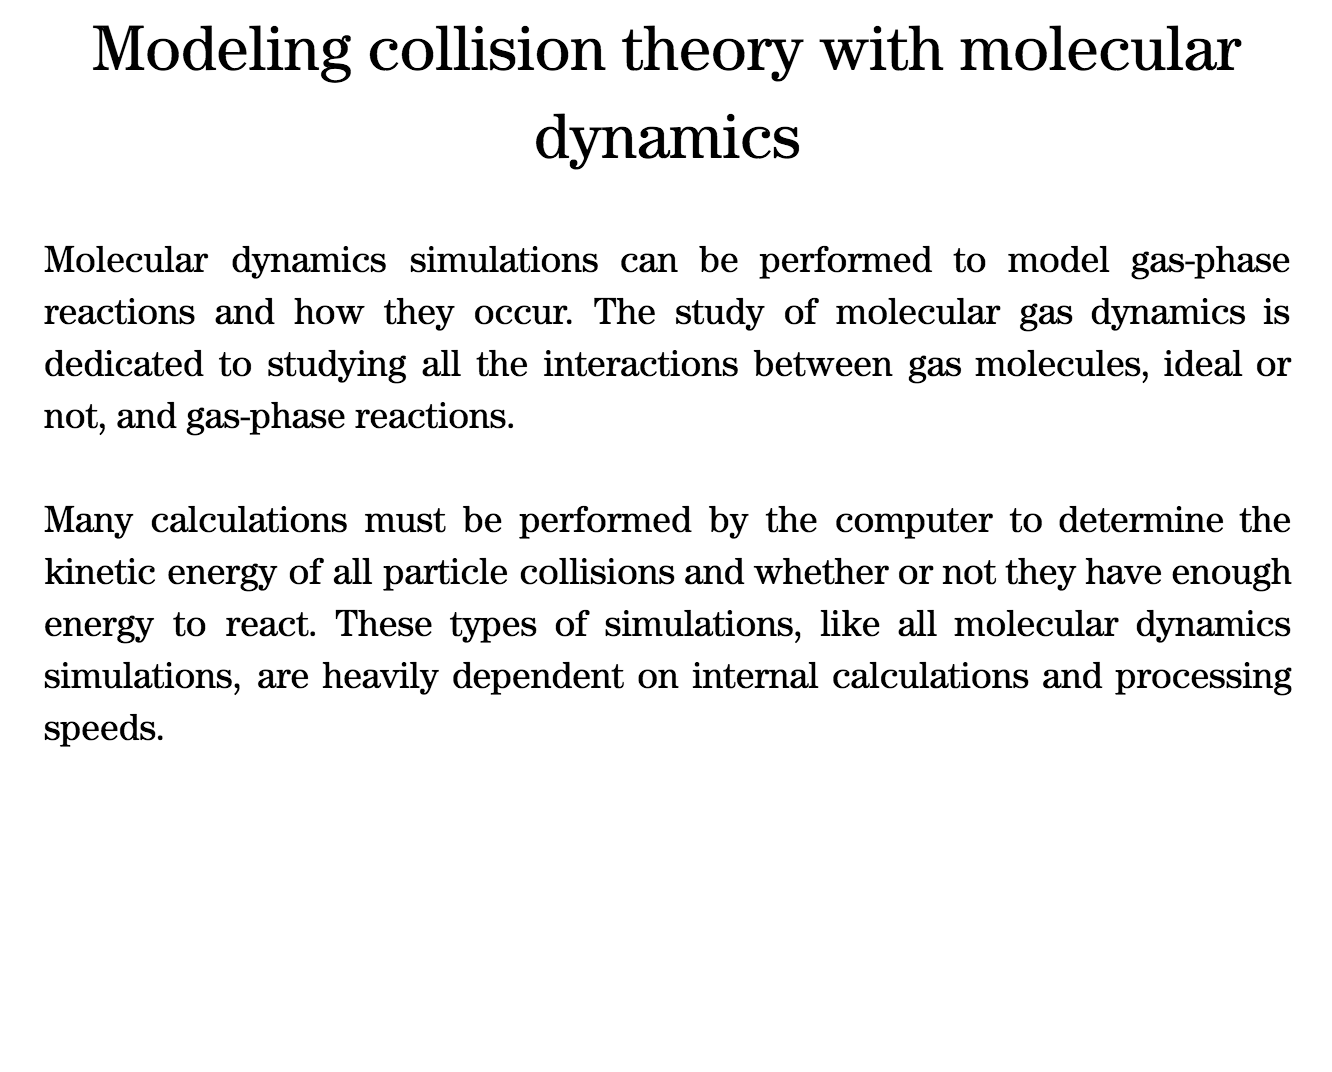 Modeling collision theory with molecular
dynamics
Molecular dynamics simulations can be performed to model gas-phase
reactions and how they occur. The study of molecular gas dynamics is
dedicated to studying all the interactions between gas molecules, ideal or
not, and gas-phase reactions.
Many calculations must be performed by the computer to determine the
kinetic energy of all particle collisions and whether or not they have enough
energy to react. These types of simulations, like all molecular dynamics
simulations, are heavily dependent on internal calculations and processing
speeds.